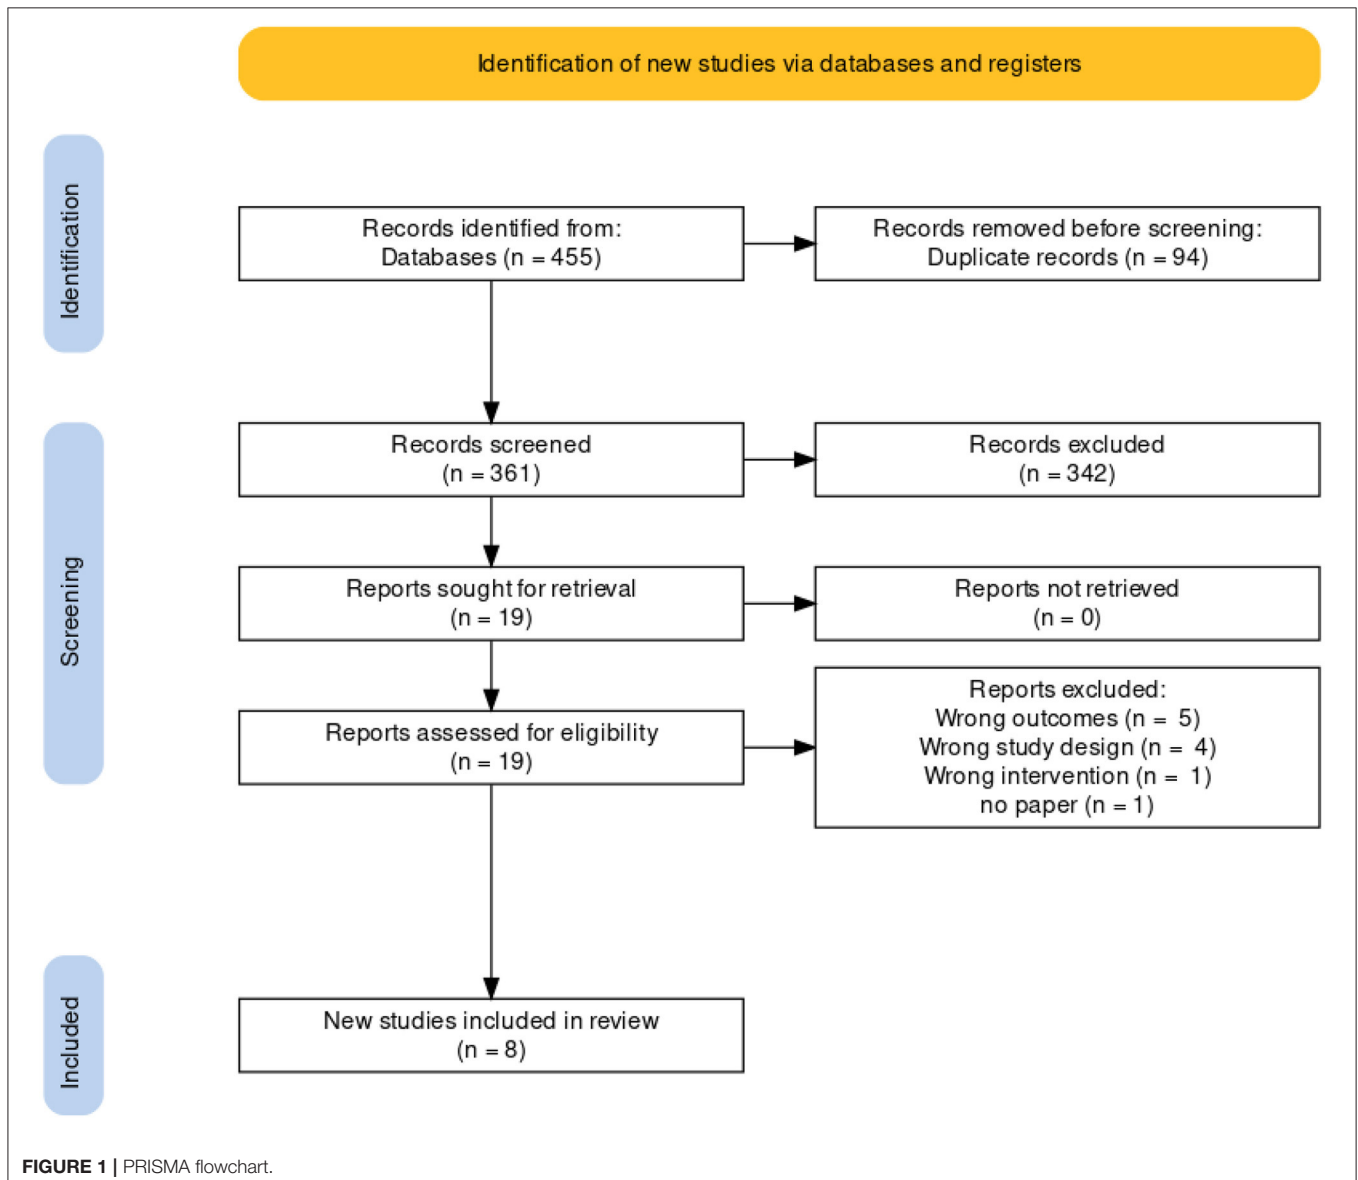 Identification of new studies via databases and registers
Identification
Records identified from:
Databases (n = 455)
Records removed before screening:
Duplicate records (n = 94)
Screening
Records screened
(n = 361)
Records excluded
(n = 342)
Reports sought for retrieval
(n = 19)
Reports not retrieved
(n = 0)
Reports assessed for eligibility
(n = 19)
Reports excluded:
Wrong outcomes (n = 5)
Wrong study design (n = 4)
Wrong intervention (n = 1)
no paper (n = 1)
Included
New studies included in review
(n = 8)
FIGURE 1 | PRISMA flowchart.